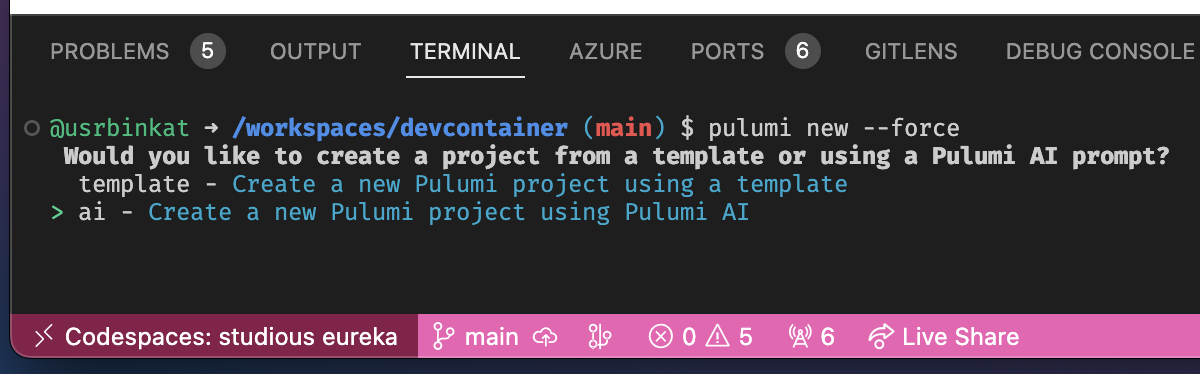 PROBLEMS 5 OUTPUT TERMINAL AZURE PORTS 6 GITLENS DEBUG CONSOLE
@usrbinkat ➜ /workspaces/devcontainer (main) $ pulumi new --force
Would you like to create a project from a template or using a Pulumi AI prompt?
template - Create a new Pulumi project using a template
> ai - Create a new Pulumi project using Pulumi AI
Codespaces: studious eureka main 0 5 6 Live Share